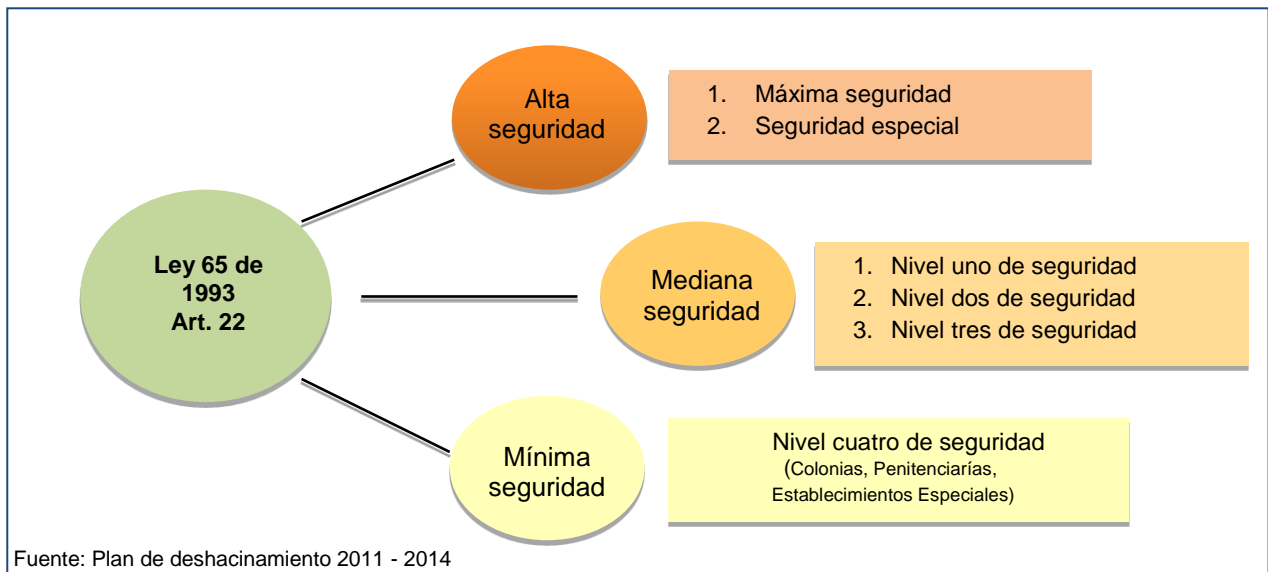 Alta
seguridad
1. Máxima seguridad
2. Seguridad especial
Ley 65 de
1993
Art. 22
Mediana
seguridad
1. Nivel uno de seguridad
2. Nivel dos de seguridad
3. Nivel tres de seguridad
Mínima
seguridad
Nivel cuatro de seguridad
(Colonias, Penitenciarías,
Establecimientos Especiales)
Fuente: Plan de deshacinamiento 2011 - 2014